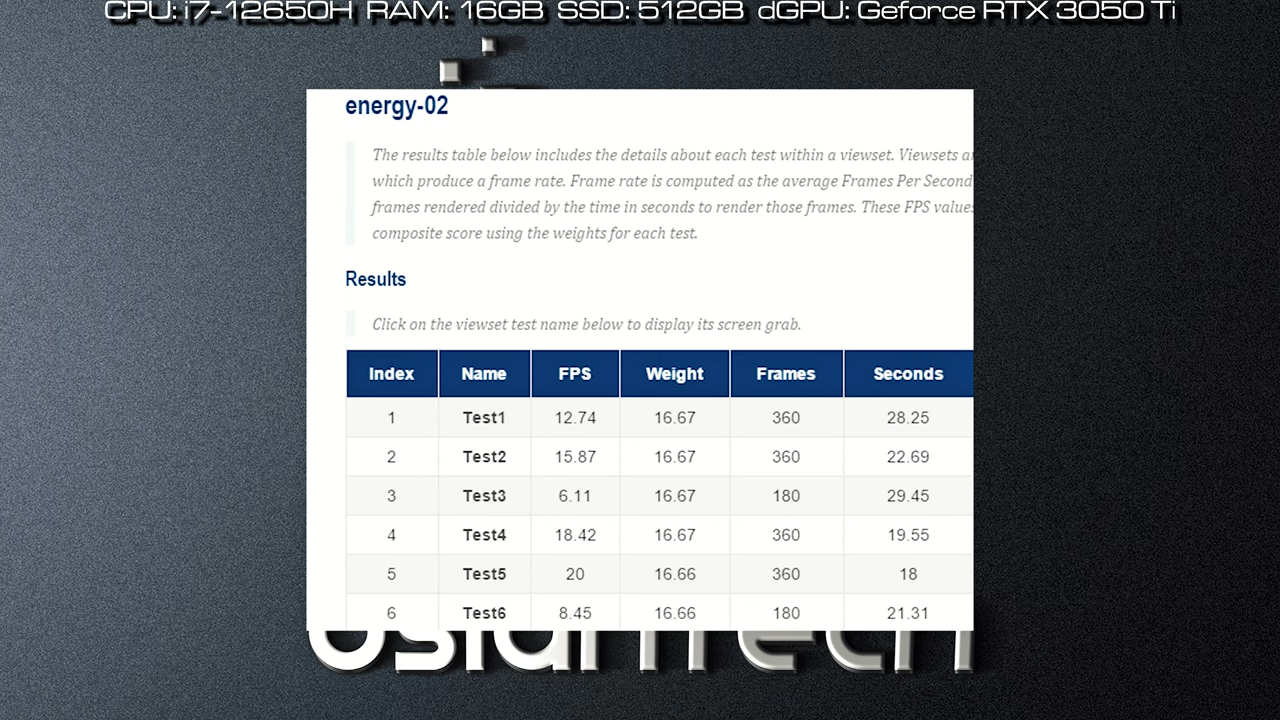 CPU: i7-12650H RAM: 16GB SSD: 512GB dGPU: Geforce RTX 3050 Ti
energy-02
The results table below includes the details about each test within a viewset. Viewsets
which produce a frame rate. Frame rate is computed as the average Frames Per Second
frames rendered divided by the time in seconds to render those frames. These FPS values
composite score using the weights for each test.
Results
Click on the viewset test name below to display its screen grab.
Index Name FPS Weight Frames Seconds
1 Test1 12.74 16.67 360 28.25
2 Test2 15.87 16.67 360 22.69
3 Test3 6.11 16.67 180 29.45
4 Test4 18.42 16.67 360 19.55
5 Test5 20 16.66 360 18
6 Test6 8.45 16.66 180 21.31